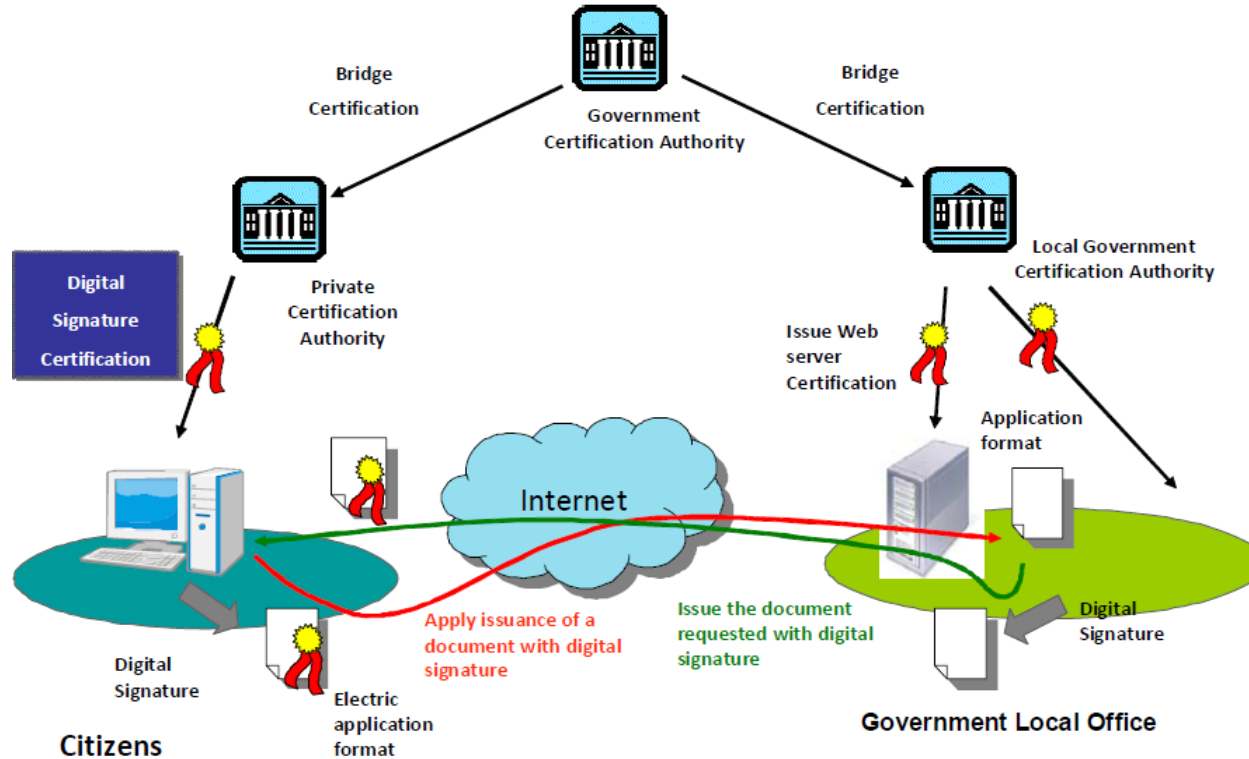 Bridge
Certification
Bridge
Certification
Government
Certification Authority
Digital
Signature
Certification
Private
Certification
Authority
Local Government
Certification Authority
Issue Web
server
Certification
Application
format
Internet
Apply issuance of a
document with digital
signature
Issue the document
requested with digital
signature
Digital
Signature
Digital
Signature
Electric
application
format
Citizens
Government Local Office